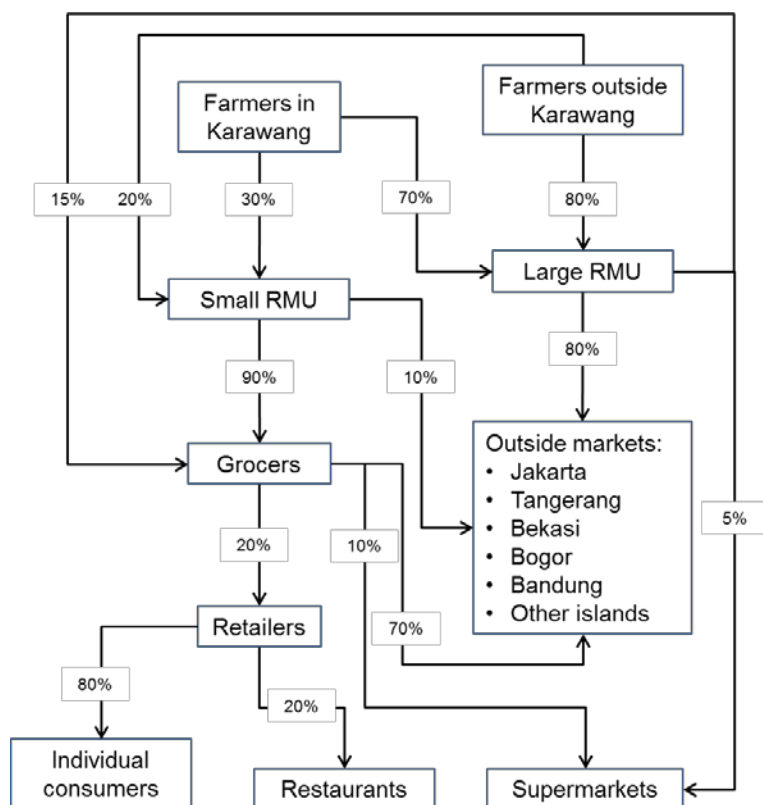 Farmers in
Karawang
Farmers outside
Karawang
15%
20%
30%
70%
80%
Small RMU
Large RMU
90%
10%
80%
Grocers
Outside markets:
• Jakarta
• Tangerang
• Bekasi
• Bogor
• Bandung
• Other islands
5%
20%
10%
Retailers
70%
80%
20%
Individual
consumers
Restaurants
Supermarkets